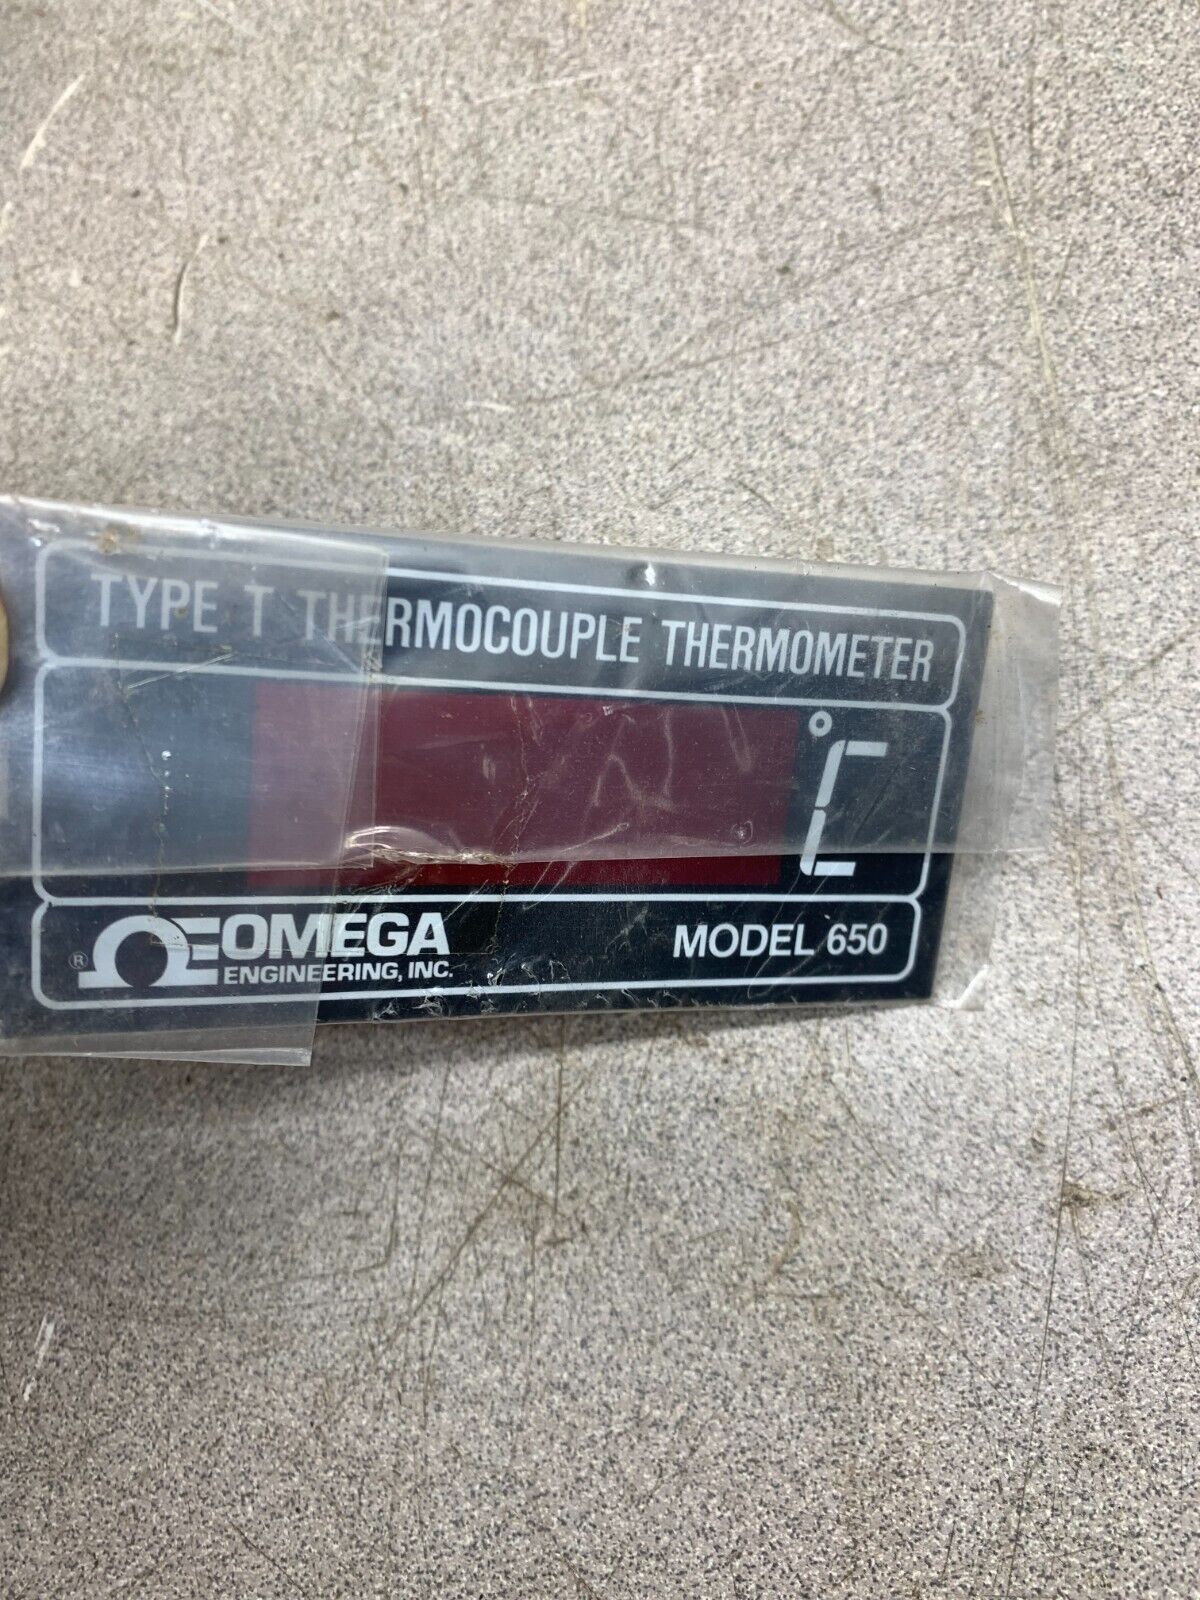 TYPE T THERMOCOUPLE THERMOMETER
°C
® OMEGA
ENGINEERING, INC.
MODEL 650